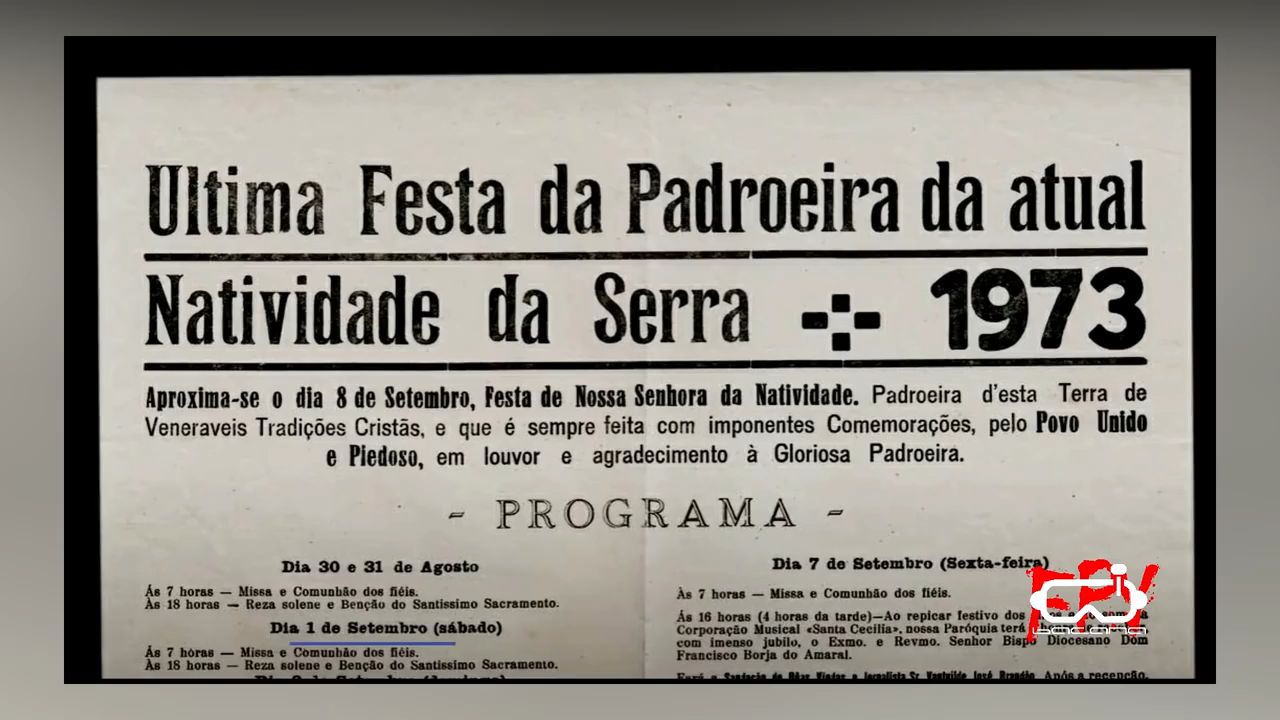 Ultima Festa da Padroeira da atual
Natividade da Serra 1973
Aproxima-se o dia 8 de Setembro, Festa de Nossa Senhora da Natividade. Padroeira d'esta Terra de
Veneraveis Tradições Cristãs, e que é sempre feita com imponentes Comemorações, pelo Povo Unido
e Piedoso, em louvor e agradecimento à Gloriosa Padroeira.
- PROGRAMA -
Dia 30 e 31 de Agosto
Ás 7 horas — Missa e Comunhão dos fiéis.
Ás 18 horas — Reza solene e Benção do Santissimo Sacramento.
Dia 1 de Setembro (sábado)
Ás 7 horas — Missa e Comunhão dos fiéis.
Às 18 horas — Reza solene e Benção do Santissimo Sacramento.
Dia 7 de Setembro (Sexta-feira)
Às 7 horas — Missa e Comunhão dos fiéis.
Ás 16 horas (4 horas da tarde)—Ao repicar festivo dos
Corporação Musical «Santa Cecilia», nossa Paróquia terá
com imenso jubilo, o Exmo. e Revmo. Senhor Bispo Diocesano Dom
Francisco Borja do Amaral.